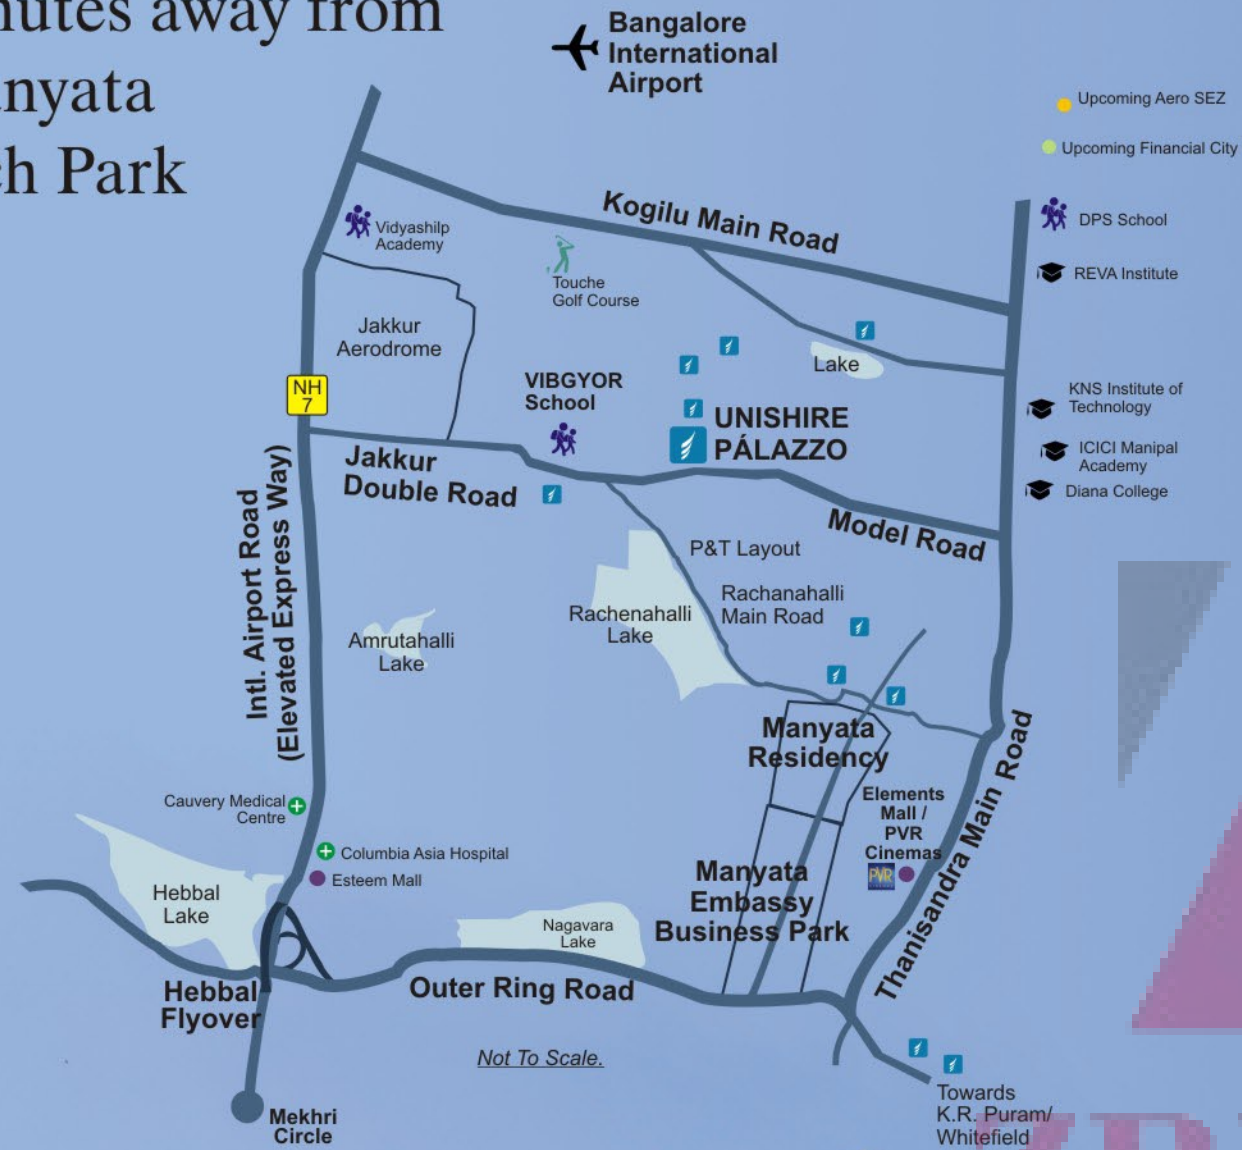 away from
Park
Bangalore
International
Airport
Upcoming Aero SEZ
Upcoming Financial City
Kogilu Main Road
DPS School
REVA Institute
Vidyashilp
Academy
Touche
Golf Course
Jakkur
Aerodrome
Lake
NH
7
VIBGYOR
School
UNISHIRE
PÁLAZZO
KNS Institute of
Technology
ICICI Manipal
Academy
Diana College
Jakkur
Double Road
Model Road
Intl. Airport Road
(Elevated Express Way)
P&T Layout
Rachanahalli
Main Road
Rachenahalli
Lake
Amrutahalli
Lake
Manyata
Residency
Elements
Mall /
PVR
Cinemas
PVR
Thanisandra Main Road
Cauvery Medical
Centre
Columbia Asia Hospital
Esteem Mall
Hebbal
Lake
Nagavara
Lake
Manyata
Embassy
Business Park
Outer Ring Road
Hebbal
Flyover
Not To Scale.
Mekhri
Circle
Towards
K.R. Puram/
Whitefield